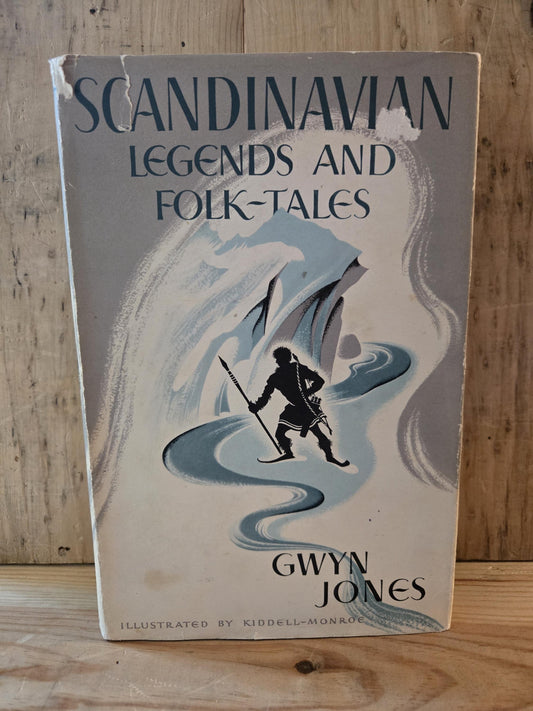 SCANDINAVIAN
LEGENDS AND
FOLK-TALES
GWYN
JONES
ILLUSTRATED BY KIDDELL-MONROE